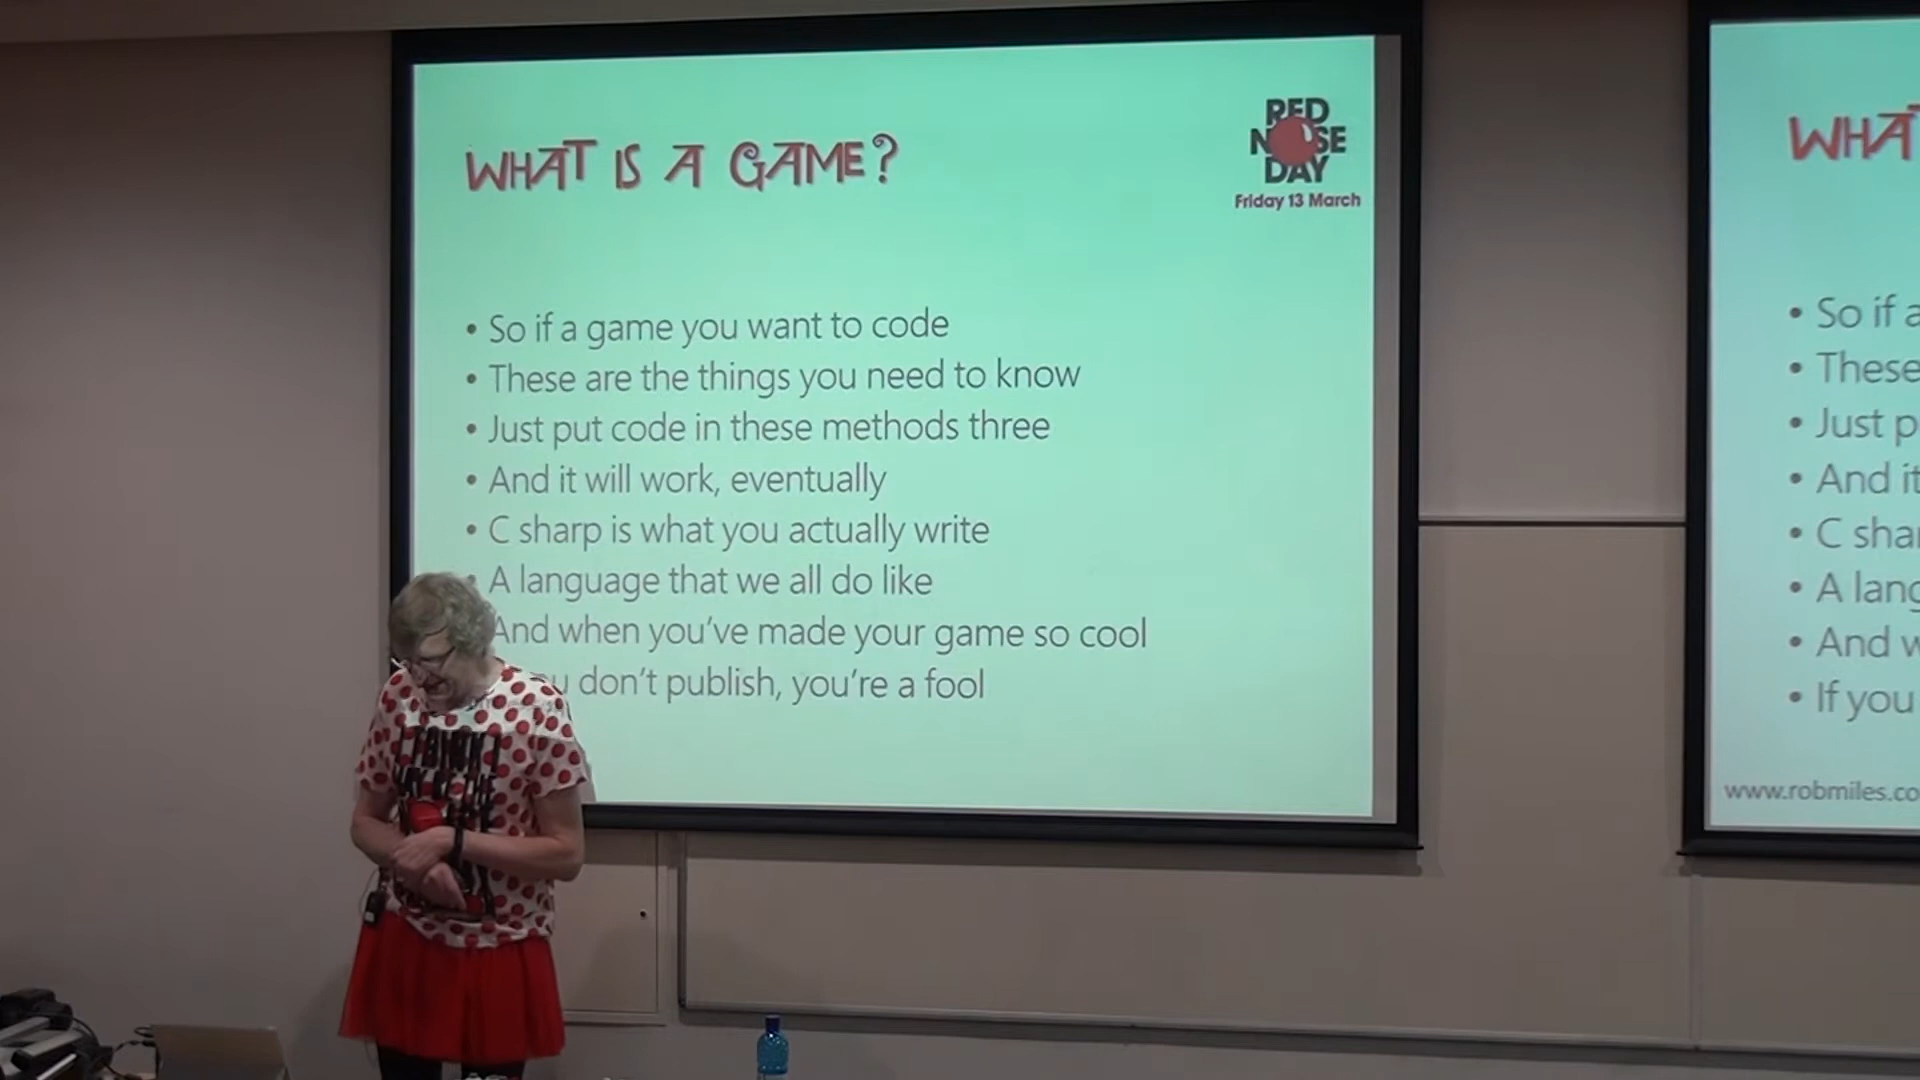 WHAT IS A GAME?
RED
NOSE
DAY
Friday 13 March
• So if a game you want to code
• These are the things you need to know
• Just put code in these methods three
• And it will work, eventually
• C sharp is what you actually write
• A language that we all do like
And when you've made your game so cool
don't publish, you're a fool
WHA
• So if a
• These
• Just p
• And it
• C shar
• A lang
• And w
• If you
www.robmiles.co